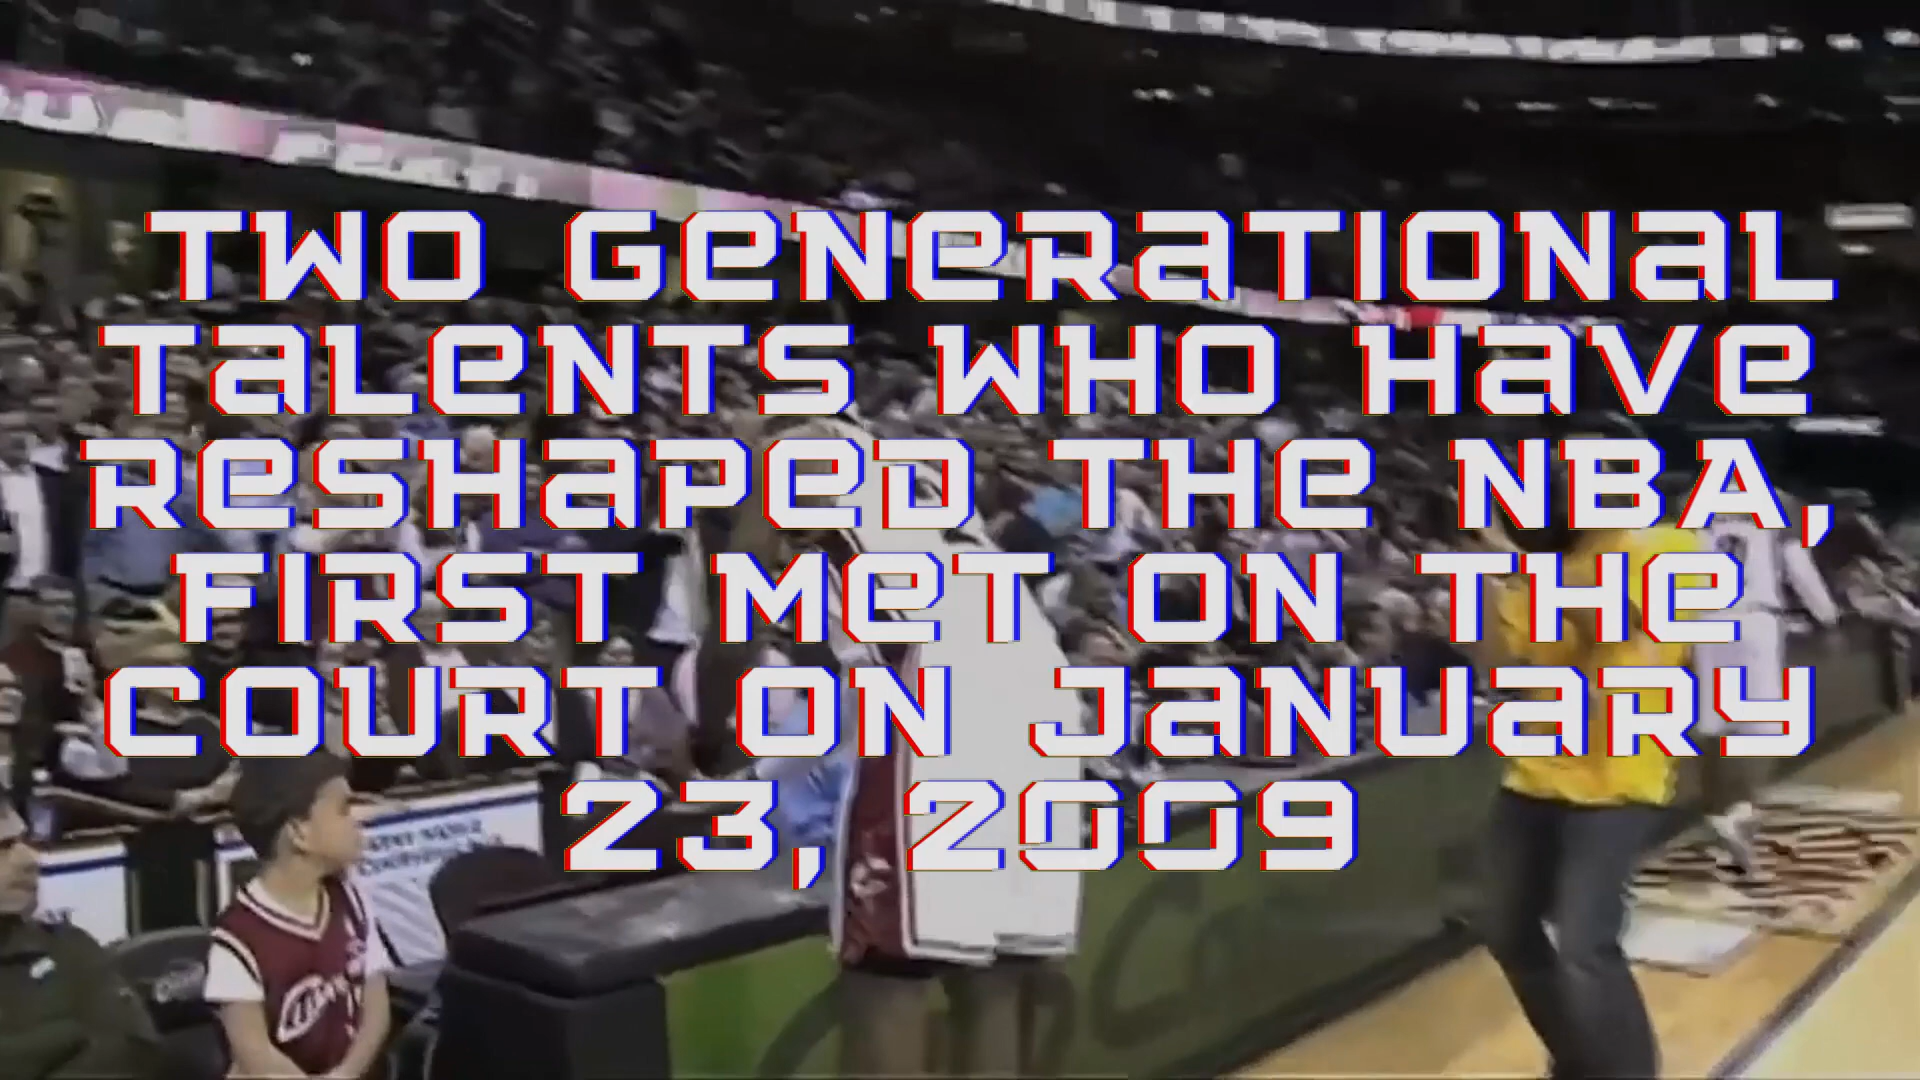 TWO GENERATIONAL
TALENTS WHO HAVE
RESHAPED THE NBA,
FIRST MET ON THE
COURT ON JANUARY
23, 2009